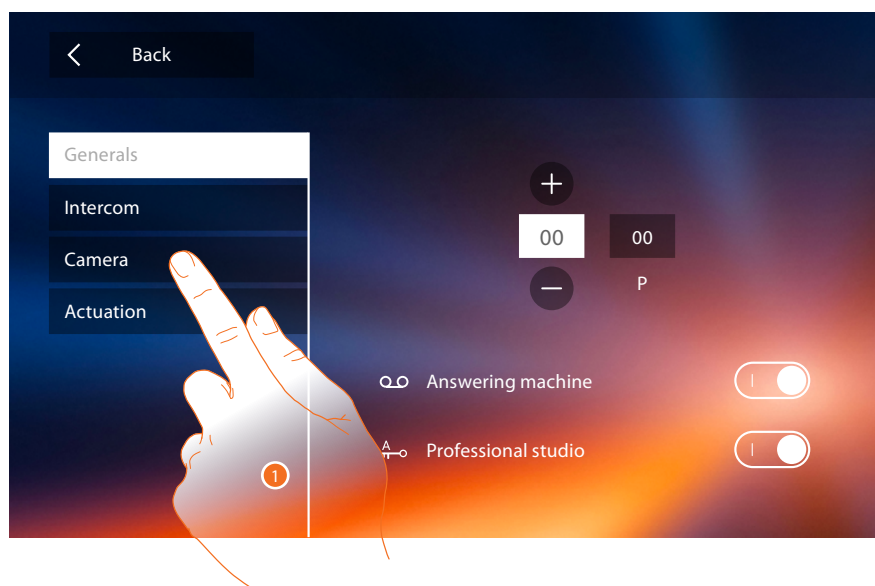 Back
Generals
Intercom
Camera
Actuation
00 00
P
Answering machine
A Professional studio
1